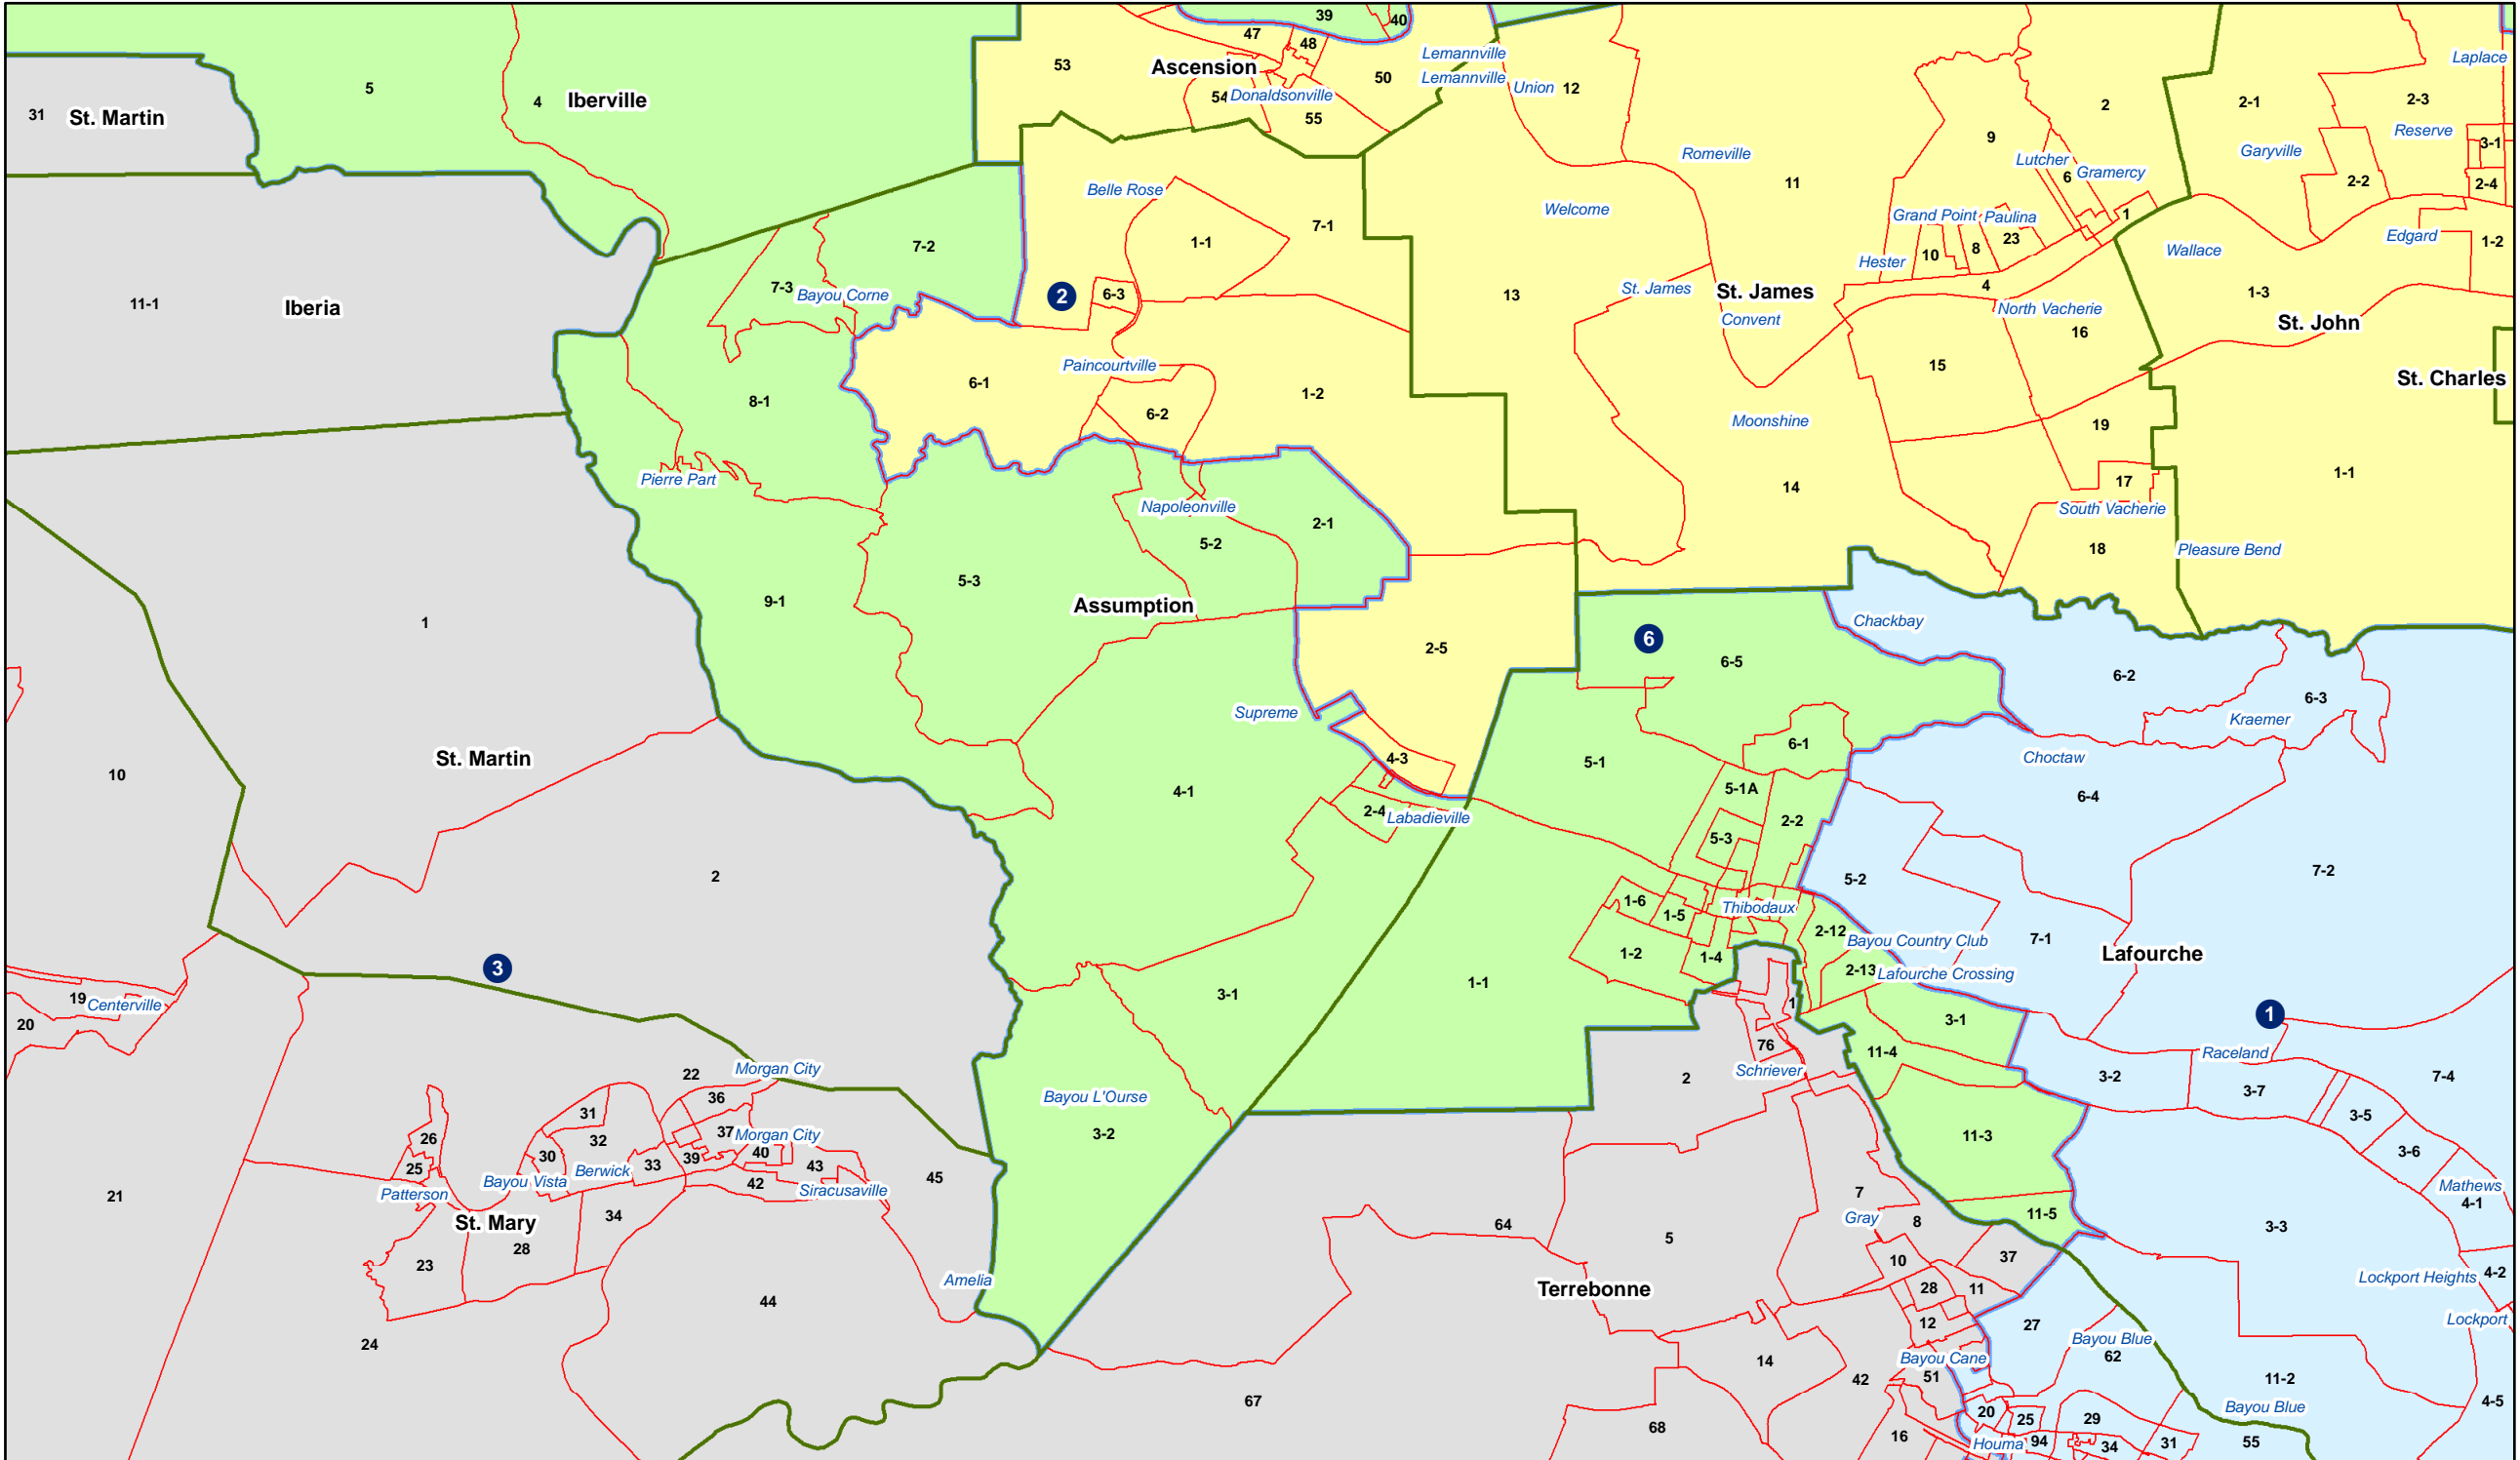 39
40
47
48
Lemannville
Laplace
53
Ascension
50
Lemannville
Union
12
5
4
Iberville
54
Donaldsonville
2
2-1
2-3
31
St. Martin
55
9
Reserve
3-1
Romeville
Lutcher
Garyville
Belle Rose
11
6
Gramercy
2-2
2-4
Welcome
Grand Point
Paulina
1
7-2
1-1
7-1
10
8
23
Wallace
Edgard
1-2
Hester
7-3
Bayou Corne
2
6-3
13
St. James
St. James
4
1-3
11-1
Iberia
Convent
North Vacherie
16
St. John
Paincourtville
15
St. Charles
6-1
8-1
1-2
6-2
Moonshine
19
Pierre Part
14
17
1-1
Napoleonville
South Vacherie
2-1
5-2
18
Pleasure Bend
5-3
9-1
Assumption
1
Chackbay
6
2-5
6-5
6-2
6-3
Supreme
Kraemer
6-1
St. Martin
4-3
5-1
Choctaw
10
4-1
5-1A
6-4
2-4
Labadieville
2-2
5-3
2
5-2
7-2
1-6
1-5
Thibodaux
2-12
Bayou Country Club
7-1
1-2
1-4
Lafourche
3
2-13
Lafourche Crossing
19
Centerville
3-1
1-1
1
20
3-1
1
76
11-4
Raceland
22
Morgan City
Schriever
2
3-2
7-4
36
Bayou L'Ourse
3-7
31
3-5
26
32
37
Morgan City
3-2
11-3
30
40
3-6
25
33
39
43
Bayou Vista
Berwick
45
Mathews
21
Patterson
42
Siracusaville
7
4-1
34
Gray
8
11-5
St. Mary
64
3-3
28
5
37
23
10
4-2
Amelia
Terrebonne
28
11
Lockport Heights
44
12
27
Lockport
24
Bayou Blue
14
Bayou Cane
62
42
51
11-2
67
4-5
20
Bayou Blue
68
25
29
16
Houma
94
34
31
55